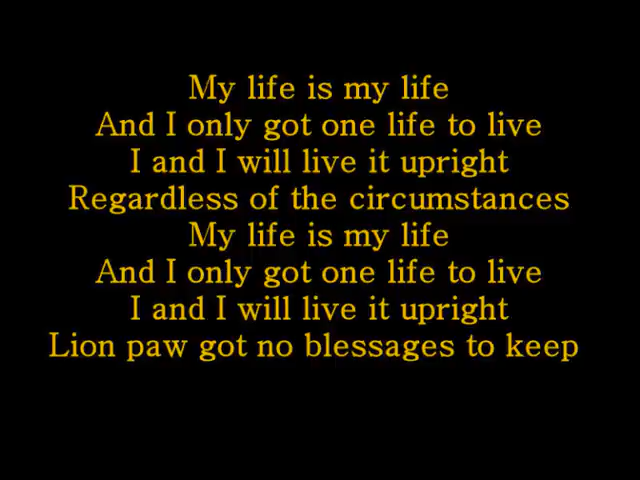 My life is my life
And I only got one life to live
I and I will live it upright
Regardless of the circumstances
My life is my life
And I only got one life to live
I and I will live it upright
Lion paw got no blessages to keep